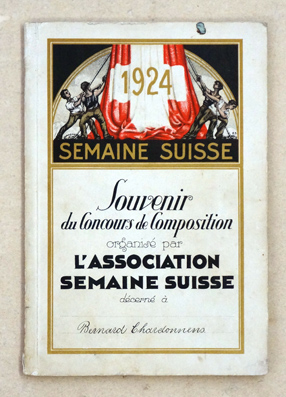 1924
SEMAINE SUISSE
Souvenir
du Concours de Composition
organisé par
L'ASSOCIATION
SEMAINE SUISSE
décerné à
Bernard Chardonnens